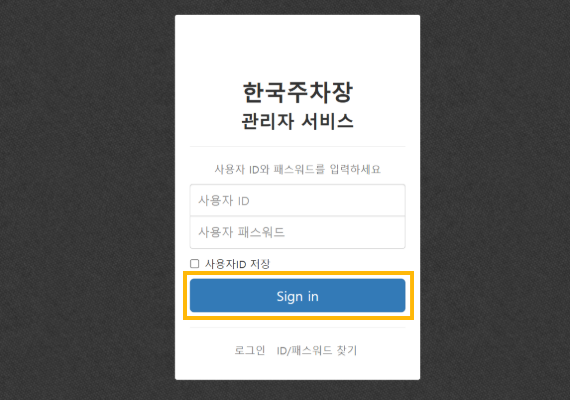 한국주차장
관리자 서비스
사용자 ID와 패스워드를 입력하세요
사용자 ID
사용자 패스워드
사용자ID 저장
Sign in
로그인 ID/패스워드 찾기